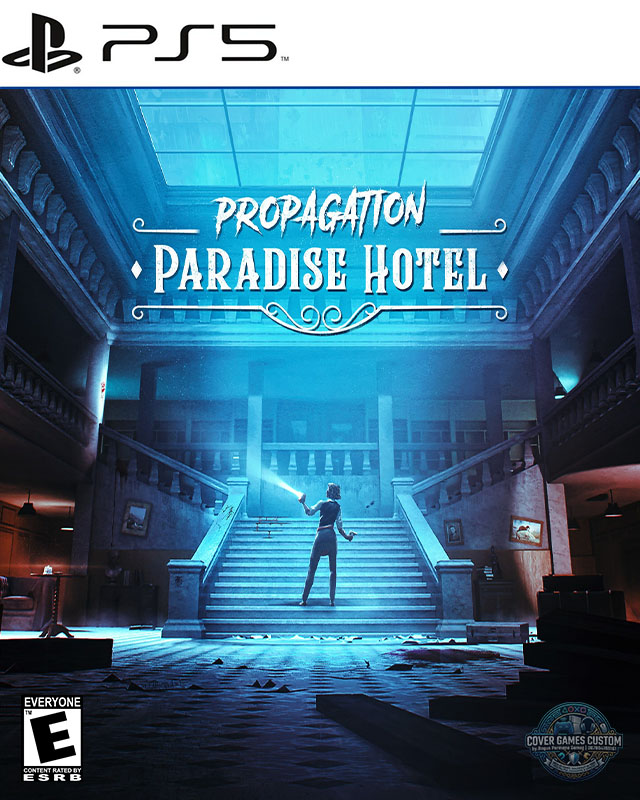 PS5
PROPAGATION
PARADISE HOTEL
EVERYONE
E
CONTENT RATED BY
ESRB
COVER GAMES CUSTOM